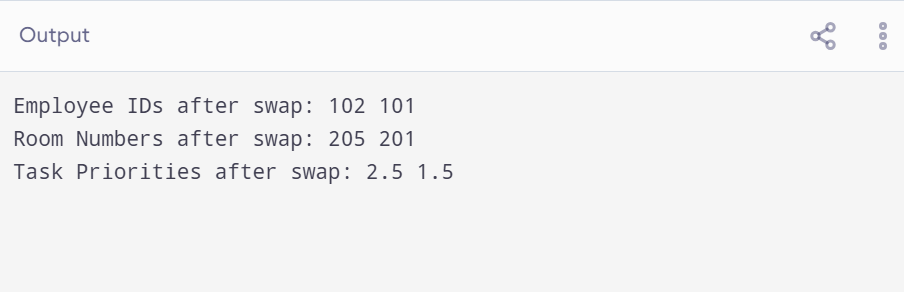 Output
Employee IDs after swap: 102 101
Room Numbers after swap: 205 201
Task Priorities after swap: 2.5 1.5